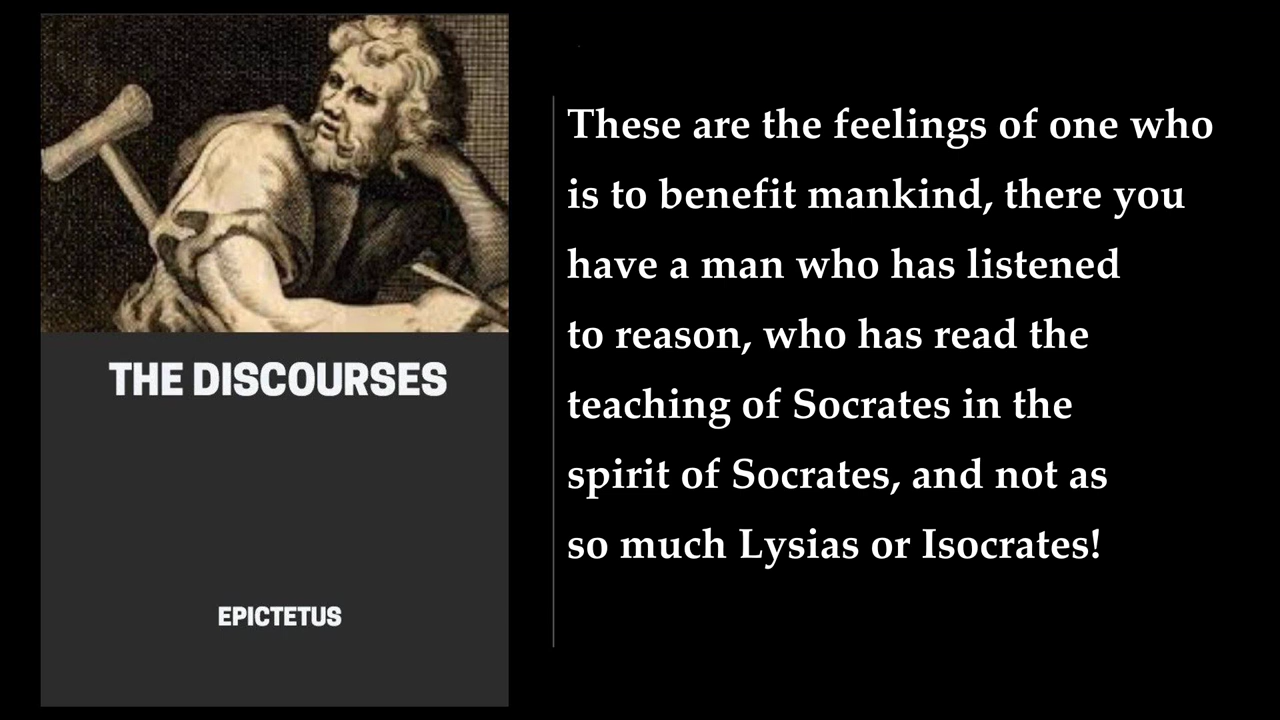 THE DISCOURSES
EPICTETUS
These are the feelings of one who
is to benefit mankind, there you
have a man who has listened
to reason, who has read the
teaching of Socrates in the
spirit of Socrates, and not as
so much Lysias or Isocrates!